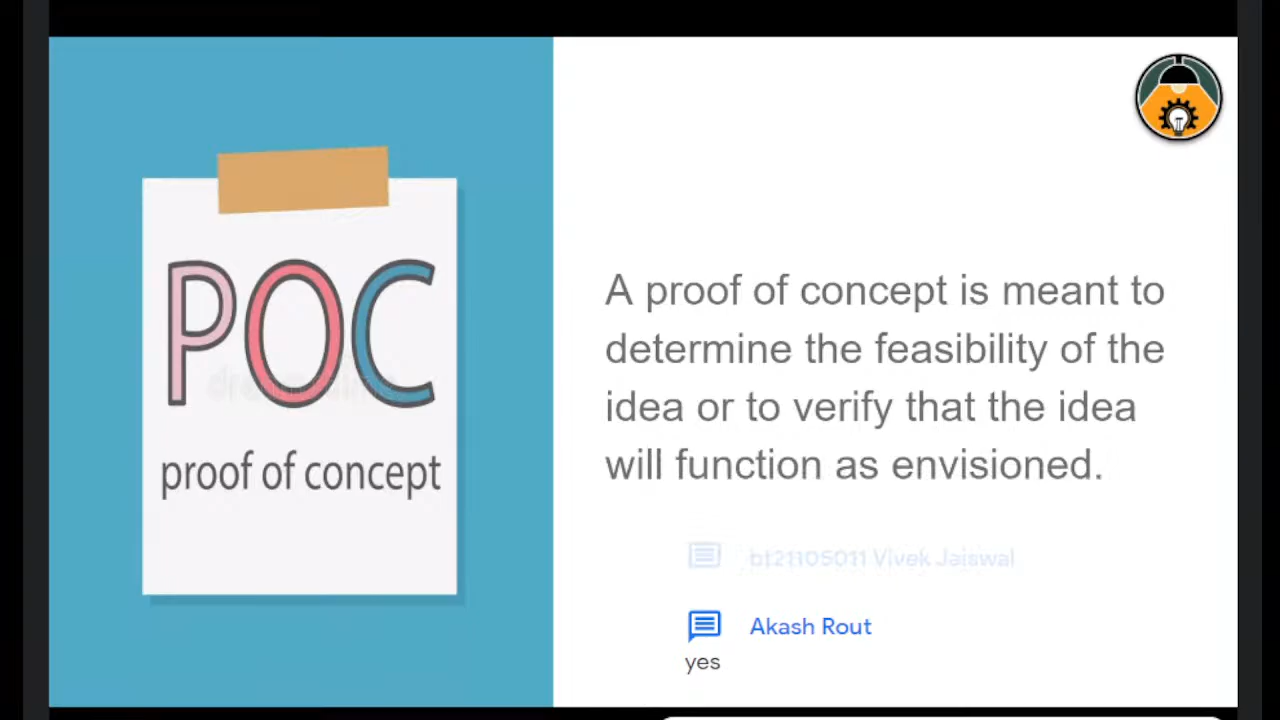 POC
proof of concept
A proof of concept is meant to
determine the feasibility of the
idea or to verify that the idea
will function as envisioned.
bt21105011 Vivek Jaiswal
Akash Rout
yes